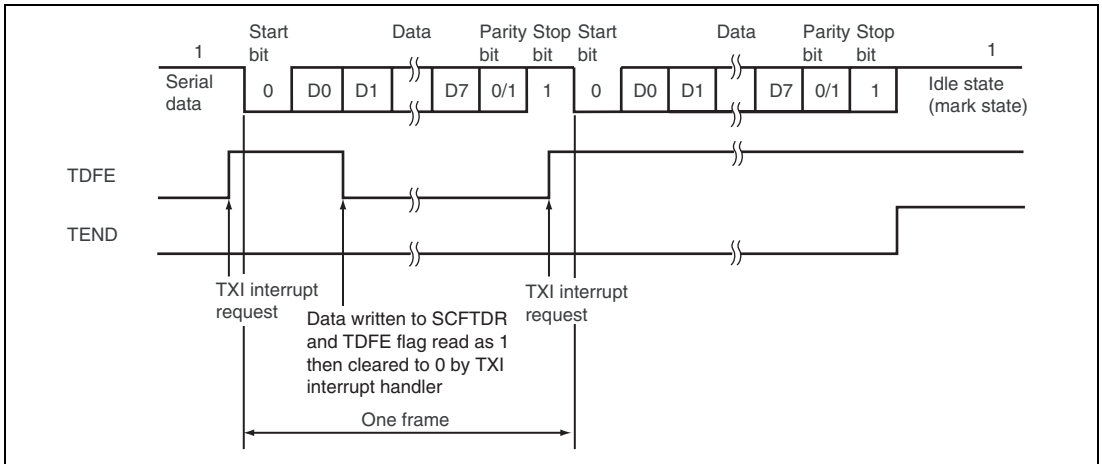 Start bit
Data
Parity bit
Stop bit
Start bit
Data
Parity bit
Stop bit
1
1
Serial data
0
D0
D1
D7
0/1
1
0
D0
D1
D7
0/1
1
Idle state
(mark state)
TDFE
TEND
TXI interrupt
request
Data written to SCFTDR
and TDFE flag read as 1
then cleared to 0 by TXI
interrupt handler
TXI interrupt
request
One frame